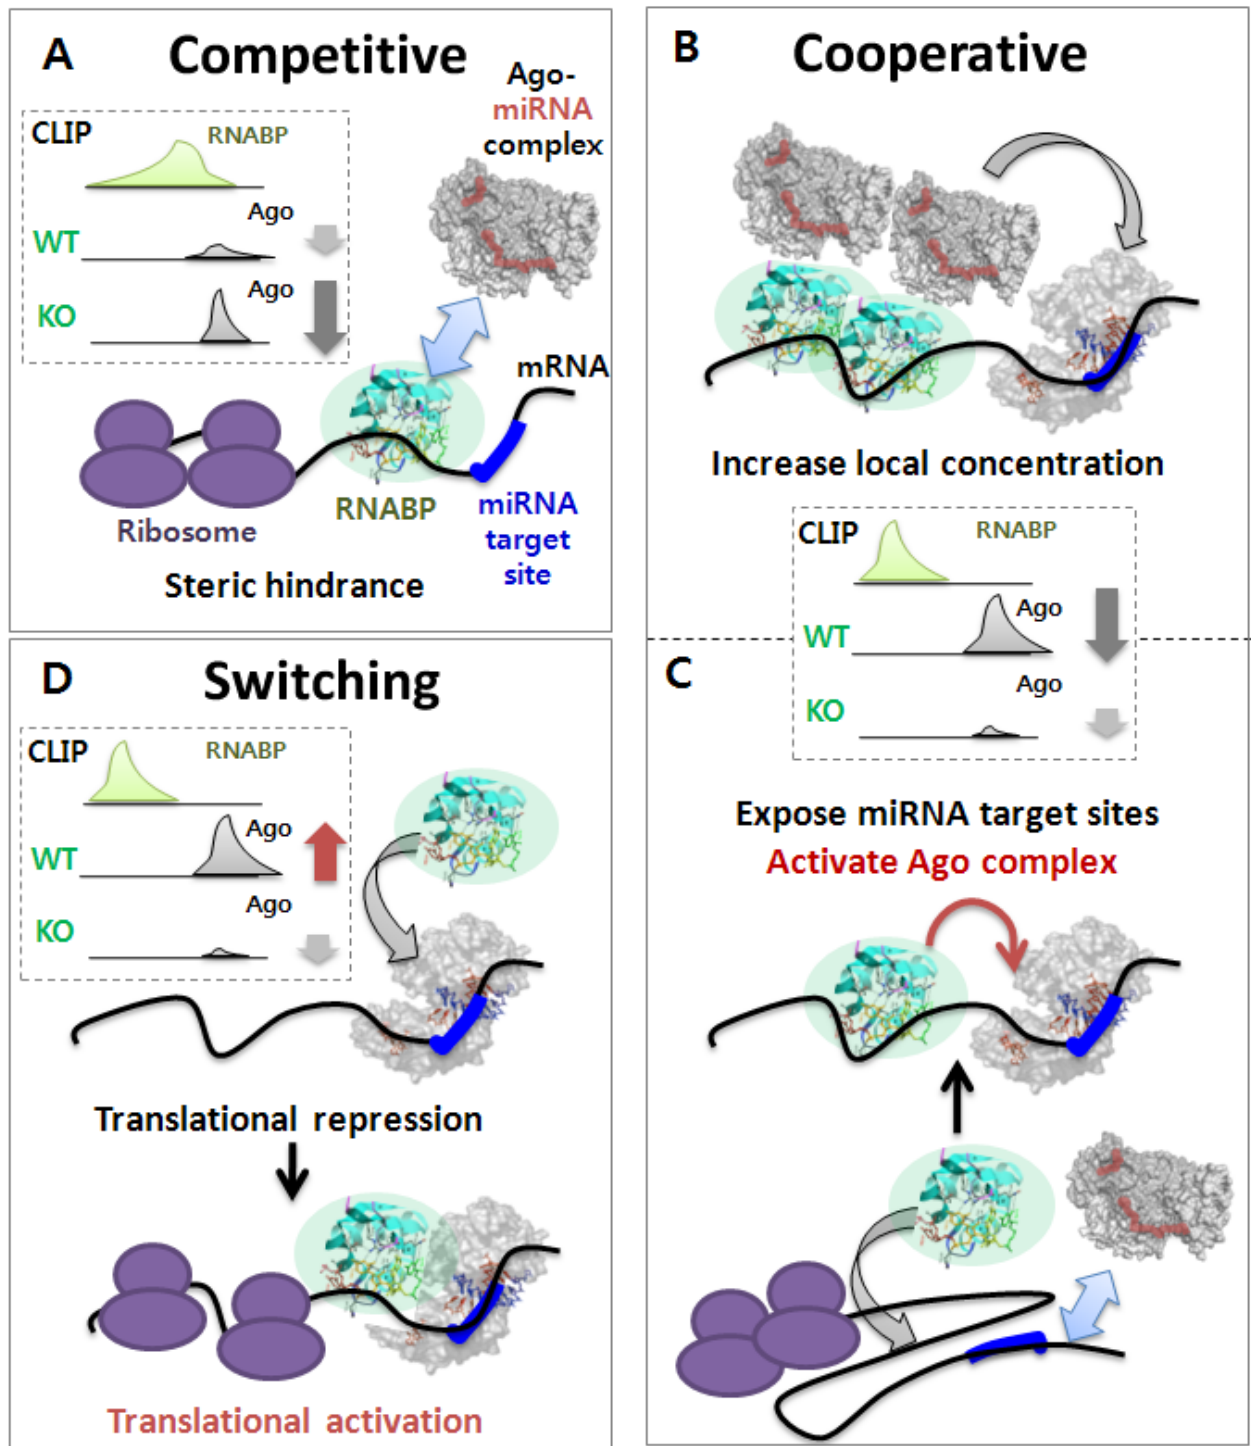 A
Competitive
Ago-
miRNA
complex
CLIP
RNABP
Ago
WT
Ago
KO
mRNA
RNABP
miRNA
target
site
Ribosome
Steric hindrance
B
Cooperative
Increase local concentration
CLIP
RNABP
Ago
WT
Ago
KO
C
Expose miRNA target sites
Activate Ago complex
D
Switching
CLIP
RNABP
Ago
WT
Ago
KO
Translational repression
Translational activation